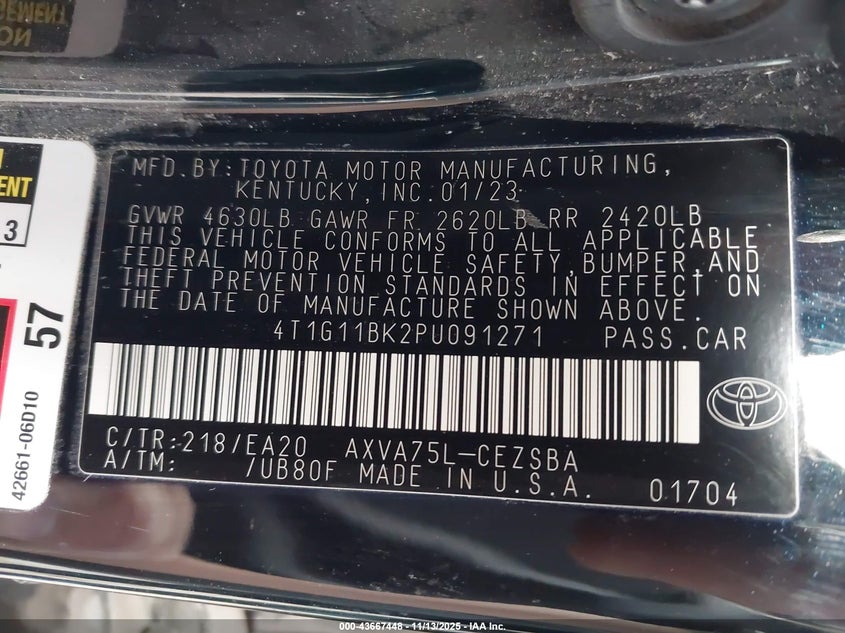 MFD.BY:TOYOTA MOTOR MANUFACTURING,
KENTUCKY,INC.01/23
GVWR 4630LB GAWR FR 2620LB RR 2420LB
THIS VEHICLE CONFORMS TO ALL APPLICABLE
FEDERAL MOTOR VEHICLE SAFETY,BUMPER,AND
THEFT PREVENTION STANDARDS IN EFFECT ON
THE DATE OF MANUFACTURE SHOWN ABOVE.
4T1G11BK2PU091271 PASS.CAR
C/TR:218/EA20 AXVA75L-CEZSBA
A/TM: /UB80F MADE IN U.S.A. 01704
3
57
42661-06D10
000-43667448 - 11/13/2025 - IAA Inc.